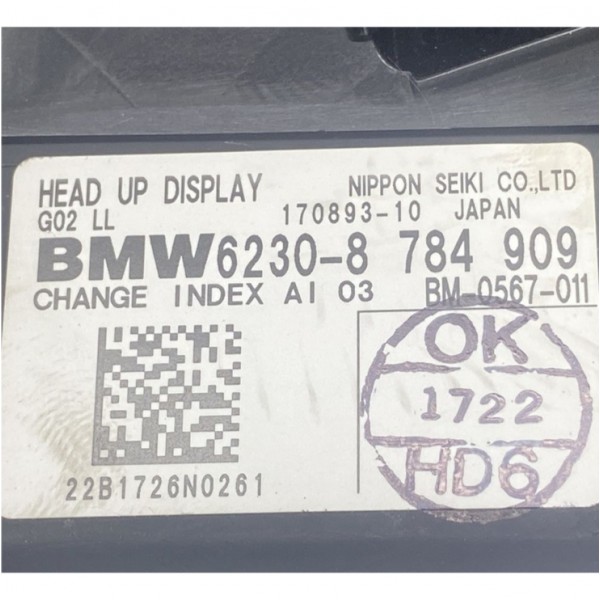 HEAD UP DISPLAY NIPPON SEIKI CO.,LTD
G02 LL 170893-10 JAPAN
BMW 6230-8 784 909
CHANGE INDEX AI 03 BM-0567-011
OK
1722
HD6
22B1726N0261